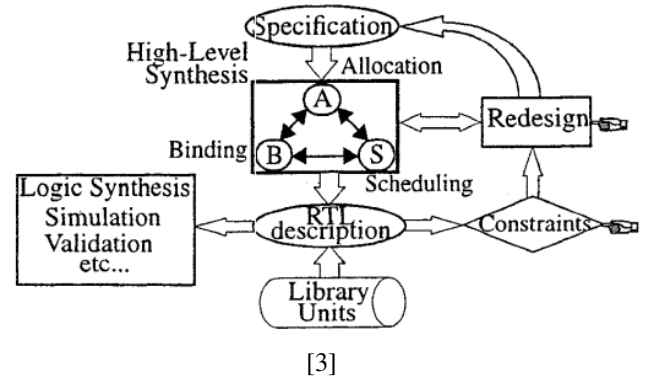 Specification
High-Level
Synthesis
Allocation
A
Redesign
Binding
B
S
Scheduling
Logic Synthesis
Simulation
Validation
etc...
RTL
description
Constraints
Library
Units
[3]